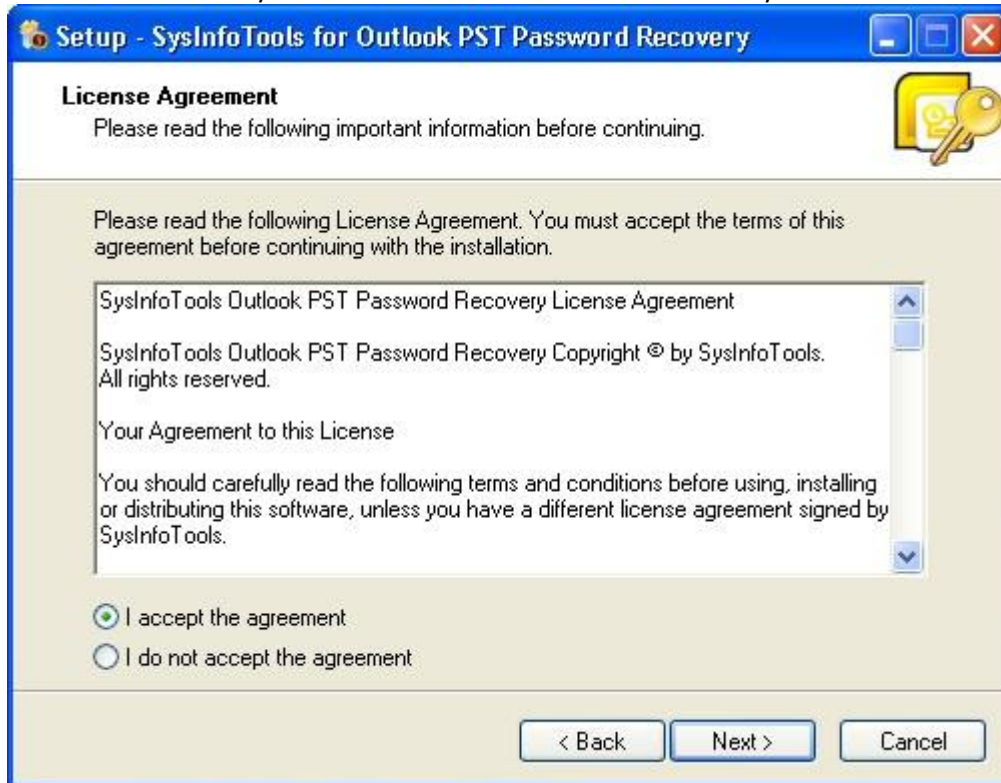 Setup - SysInfoTools for Outlook PST Password Recovery
License Agreement
Please read the following important information before continuing.
Please read the following License Agreement. You must accept the terms of this
agreement before continuing with the installation.
SysInfoTools Outlook PST Password Recovery License Agreement
SysInfoTools Outlook PST Password Recovery Copyright © by SysInfoTools.
All rights reserved.
Your Agreement to this License
You should carefully read the following terms and conditions before using, installing
or distributing this software, unless you have a different license agreement signed by
SysInfoTools.
I accept the agreement
I do not accept the agreement
< Back Next > Cancel